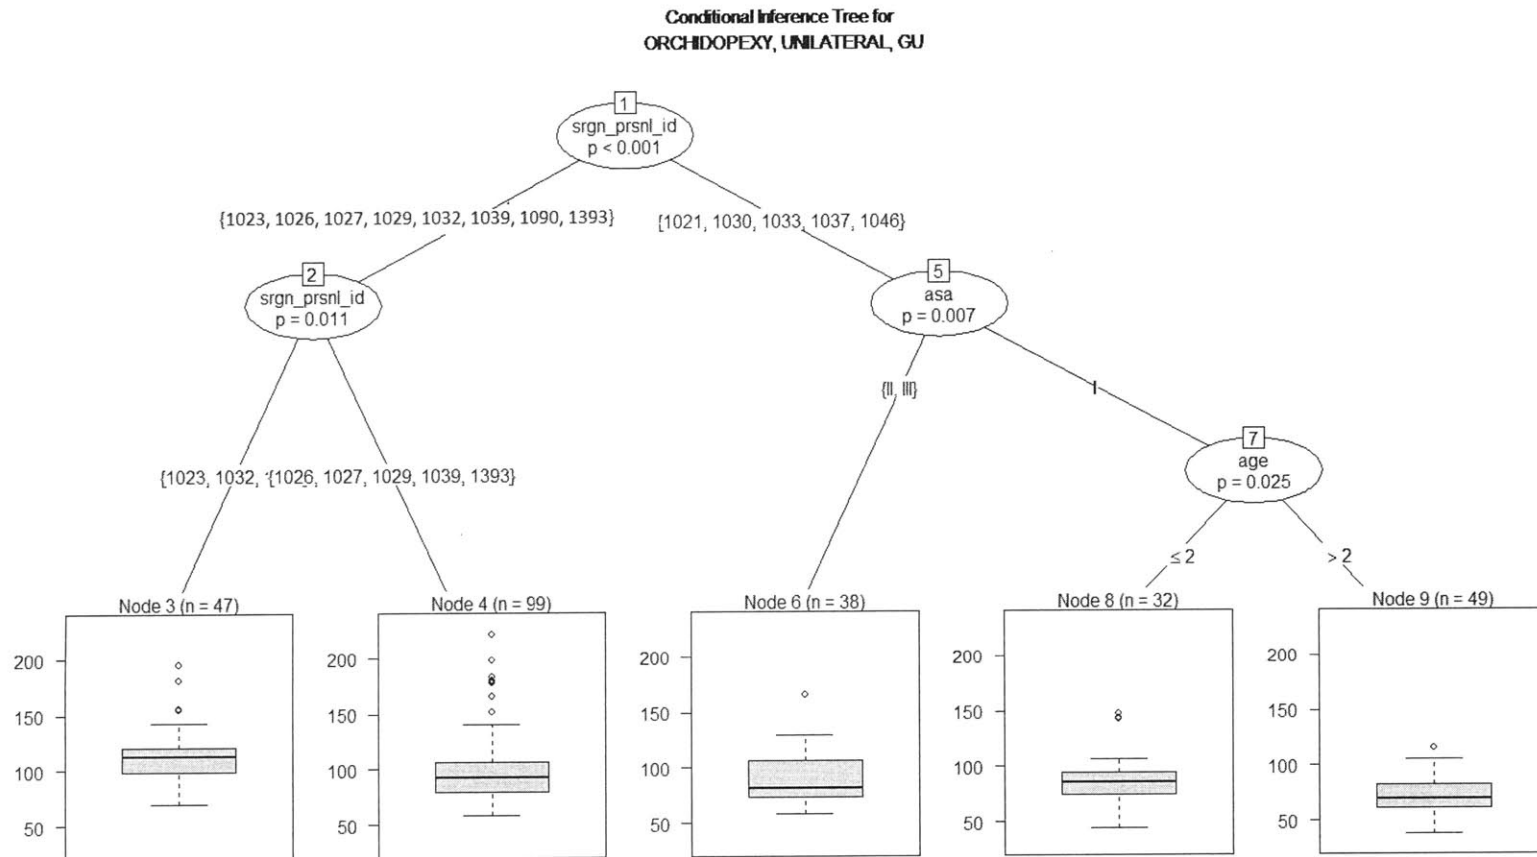 Conditional Inference Tree for
ORCHIDOPEXY, UNILATERAL, GU
1
srgn_prsnl_id
p < 0.001
{1023, 1026, 1027, 1029, 1032, 1039, 1090, 1393}
{1021, 1030, 1033, 1037, 1046}
2
srgn_prsnl_id
p = 0.011
5
asa
p = 0.007
{II, III}
I
7
age
p = 0.025
{1023, 1032,
{1026, 1027, 1029, 1039, 1393}
≤ 2
> 2
Node 3 (n = 47)
200
150
100
50
Node 4 (n = 99)
200
150
100
50
Node 6 (n = 38)
200
150
100
50
Node 8 (n = 32)
200
150
100
50
Node 9 (n = 49)
200
150
100
50